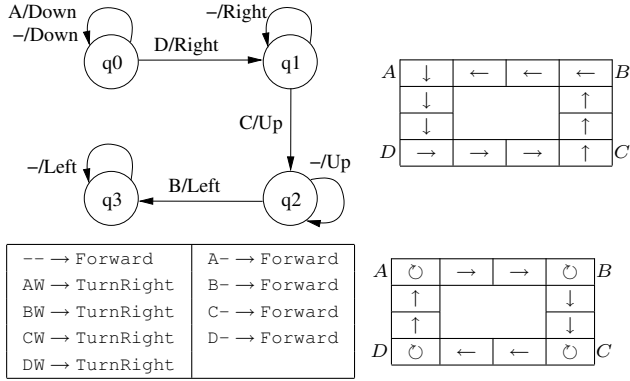 A/Down
–/Down
q0
D/Right
–/Right
q1
C/Up
–/Up
q2
B/Left
–/Left
q3
A ↓ ← ← ← B
↓ ↑
↓ ↑
D → → → ↑ C
-- → Forward
AW → TurnRight
BW → TurnRight
CW → TurnRight
DW → TurnRight
A- → Forward
B- → Forward
C- → Forward
D- → Forward
A ↻ → → ↻ B
↑ ↓
↑ ↓
D ↻ ← ← ↻ C